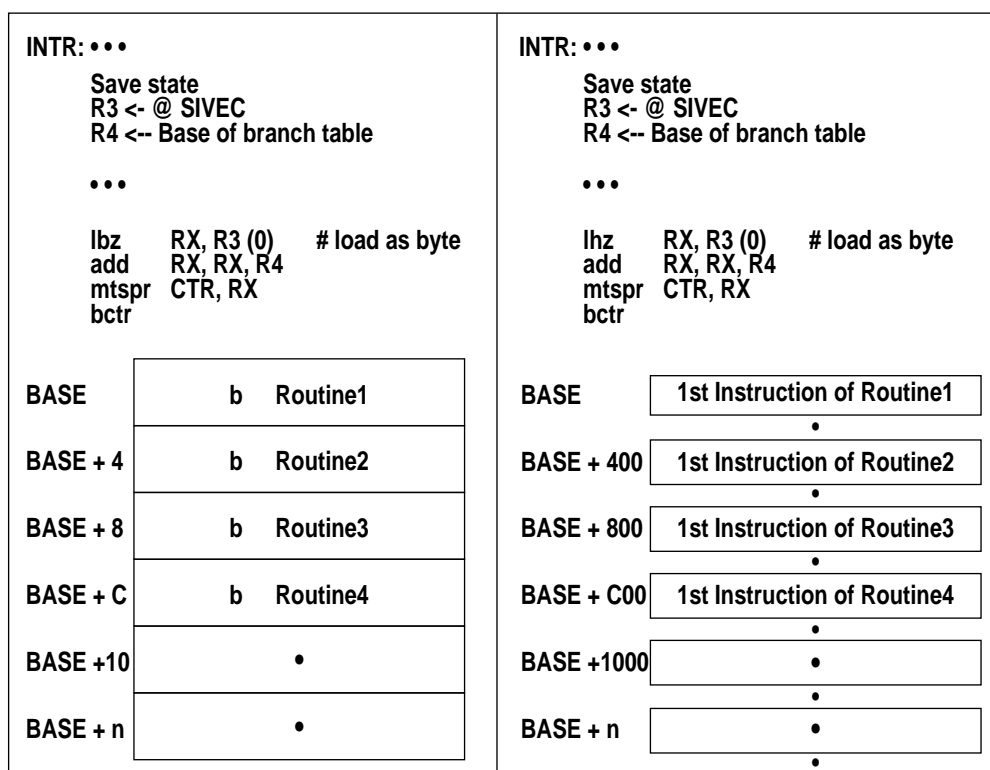 INTR: • • •
Save state
R3 <- @ SIVEC
R4 <-- Base of branch table
• • •
lbz RX, R3 (0) # load as byte
add RX, RX, R4
mtspr CTR, RX
bctr
BASE b Routine1
BASE + 4 b Routine2
BASE + 8 b Routine3
BASE + C b Routine4
BASE +10 •
BASE + n •
INTR: • • •
Save state
R3 <- @ SIVEC
R4 <-- Base of branch table
• • •
lhz RX, R3 (0) # load as byte
add RX, RX, R4
mtspr CTR, RX
bctr
BASE 1st Instruction of Routine1
•
BASE + 400 1st Instruction of Routine2
•
BASE + 800 1st Instruction of Routine3
•
BASE + C00 1st Instruction of Routine4
•
BASE +1000 •
•
BASE + n •
•